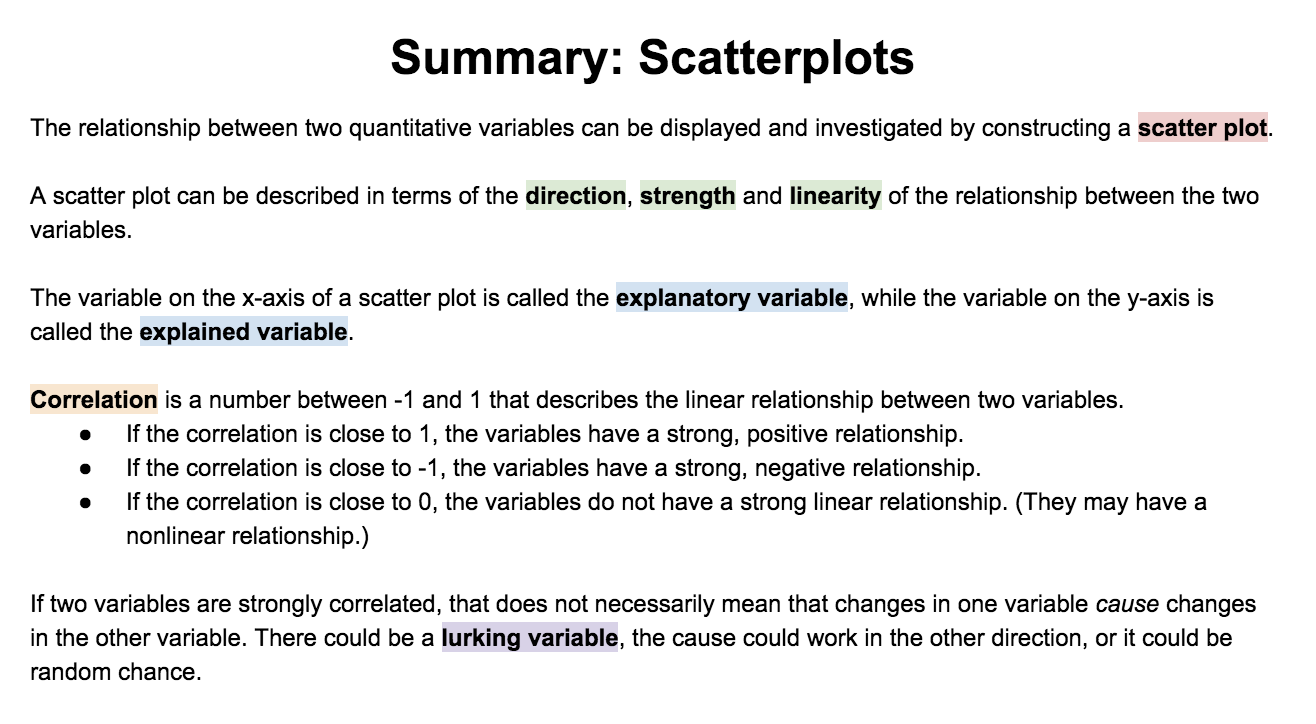 Summary: Scatterplots
The relationship between two quantitative variables can be displayed and investigated by constructing a scatter plot.
A scatter plot can be described in terms of the direction, strength and linearity of the relationship between the two
variables.
The variable on the x-axis of a scatter plot is called the explanatory variable, while the variable on the y-axis is
called the explained variable.
Correlation is a number between -1 and 1 that describes the linear relationship between two variables.
● If the correlation is close to 1, the variables have a strong, positive relationship.
● If the correlation is close to -1, the variables have a strong, negative relationship.
● If the correlation is close to 0, the variables do not have a strong linear relationship. (They may have a
nonlinear relationship.)
If two variables are strongly correlated, that does not necessarily mean that changes in one variable cause changes
in the other variable. There could be a lurking variable, the cause could work in the other direction, or it could be
random chance.